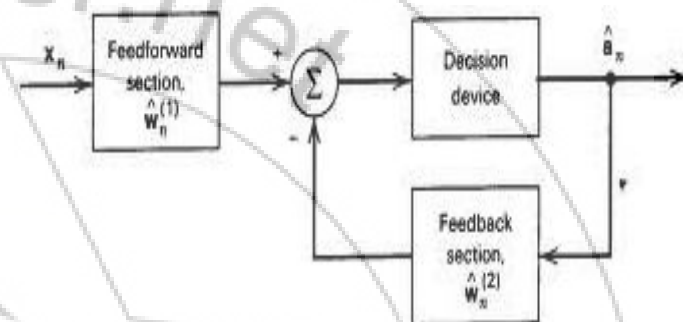 x_n
Feedforward
section,
ŵ_n^(1)
+
Σ
-
Decision
device
â_n
Feedback
section,
ŵ_n^(2)